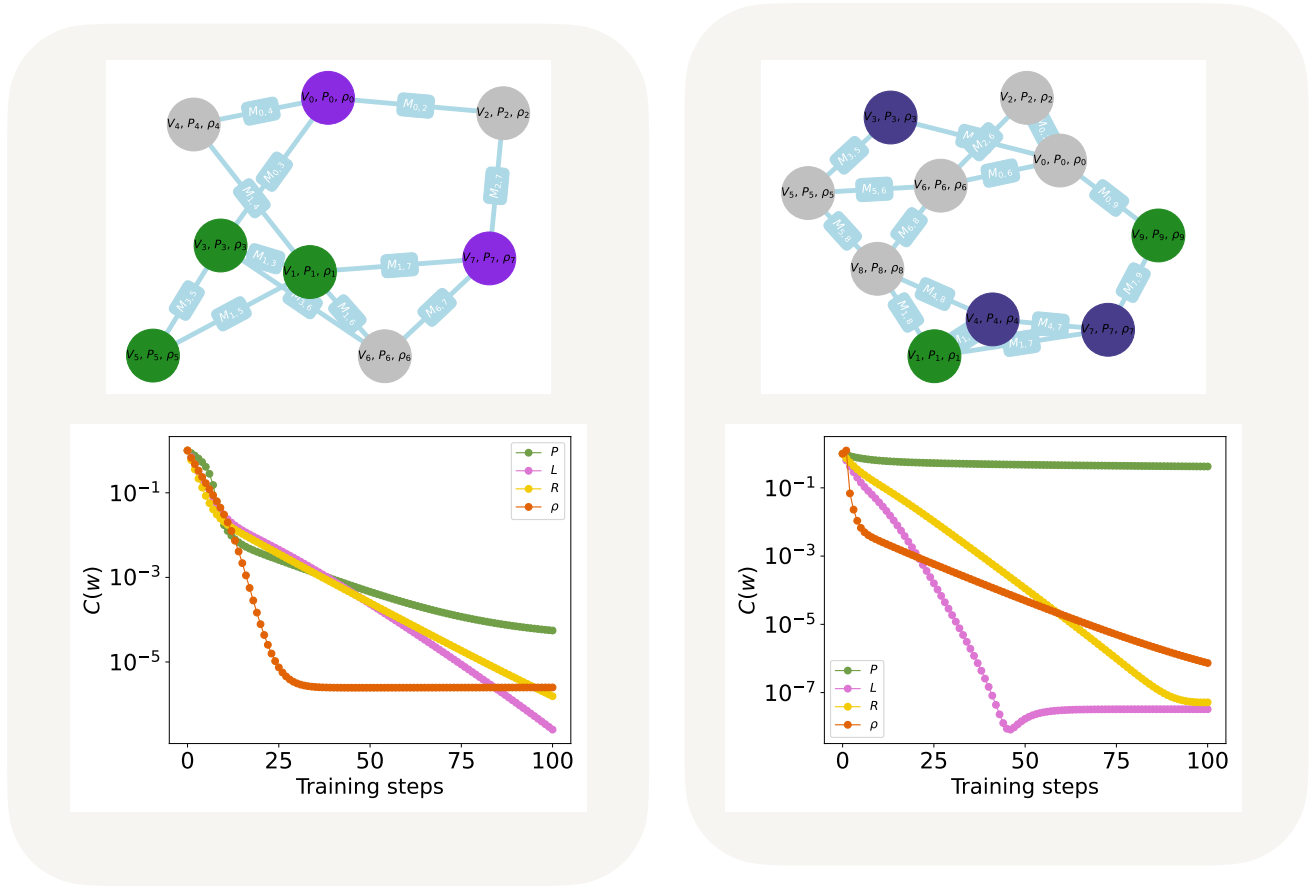 V0, P0, ρ0
M0,4
M0,2
V4, P4, ρ4
V2, P2, ρ2
M0,3
M1,4
M2,7
V3, P3, ρ3
M1,3
V1, P1, ρ1
M1,7
V7, P7, ρ7
M3,5
M1,5
M3,6
M1,6
M6,7
V5, P5, ρ5
V6, P6, ρ6
P
L
R
ρ
10−1
10−3
10−5
C(w)
0 25 50 75 100
Training steps
V2, P2, ρ2
V3, P3, ρ3
M2,6
V0, P0, ρ0
M3,5
M0,6
V5, P5, ρ5
M5,6
V6, P6, ρ6
M0,9
M5,8
M6,8
V9, P9, ρ9
V8, P8, ρ8
M7,9
M4,8
M1,8
V4, P4, ρ4
M4,7
V7, P7, ρ7
M1,7
V1, P1, ρ1
10−1
10−3
10−5
10−7
C(w)
P
L
R
ρ
0 25 50 75 100
Training steps